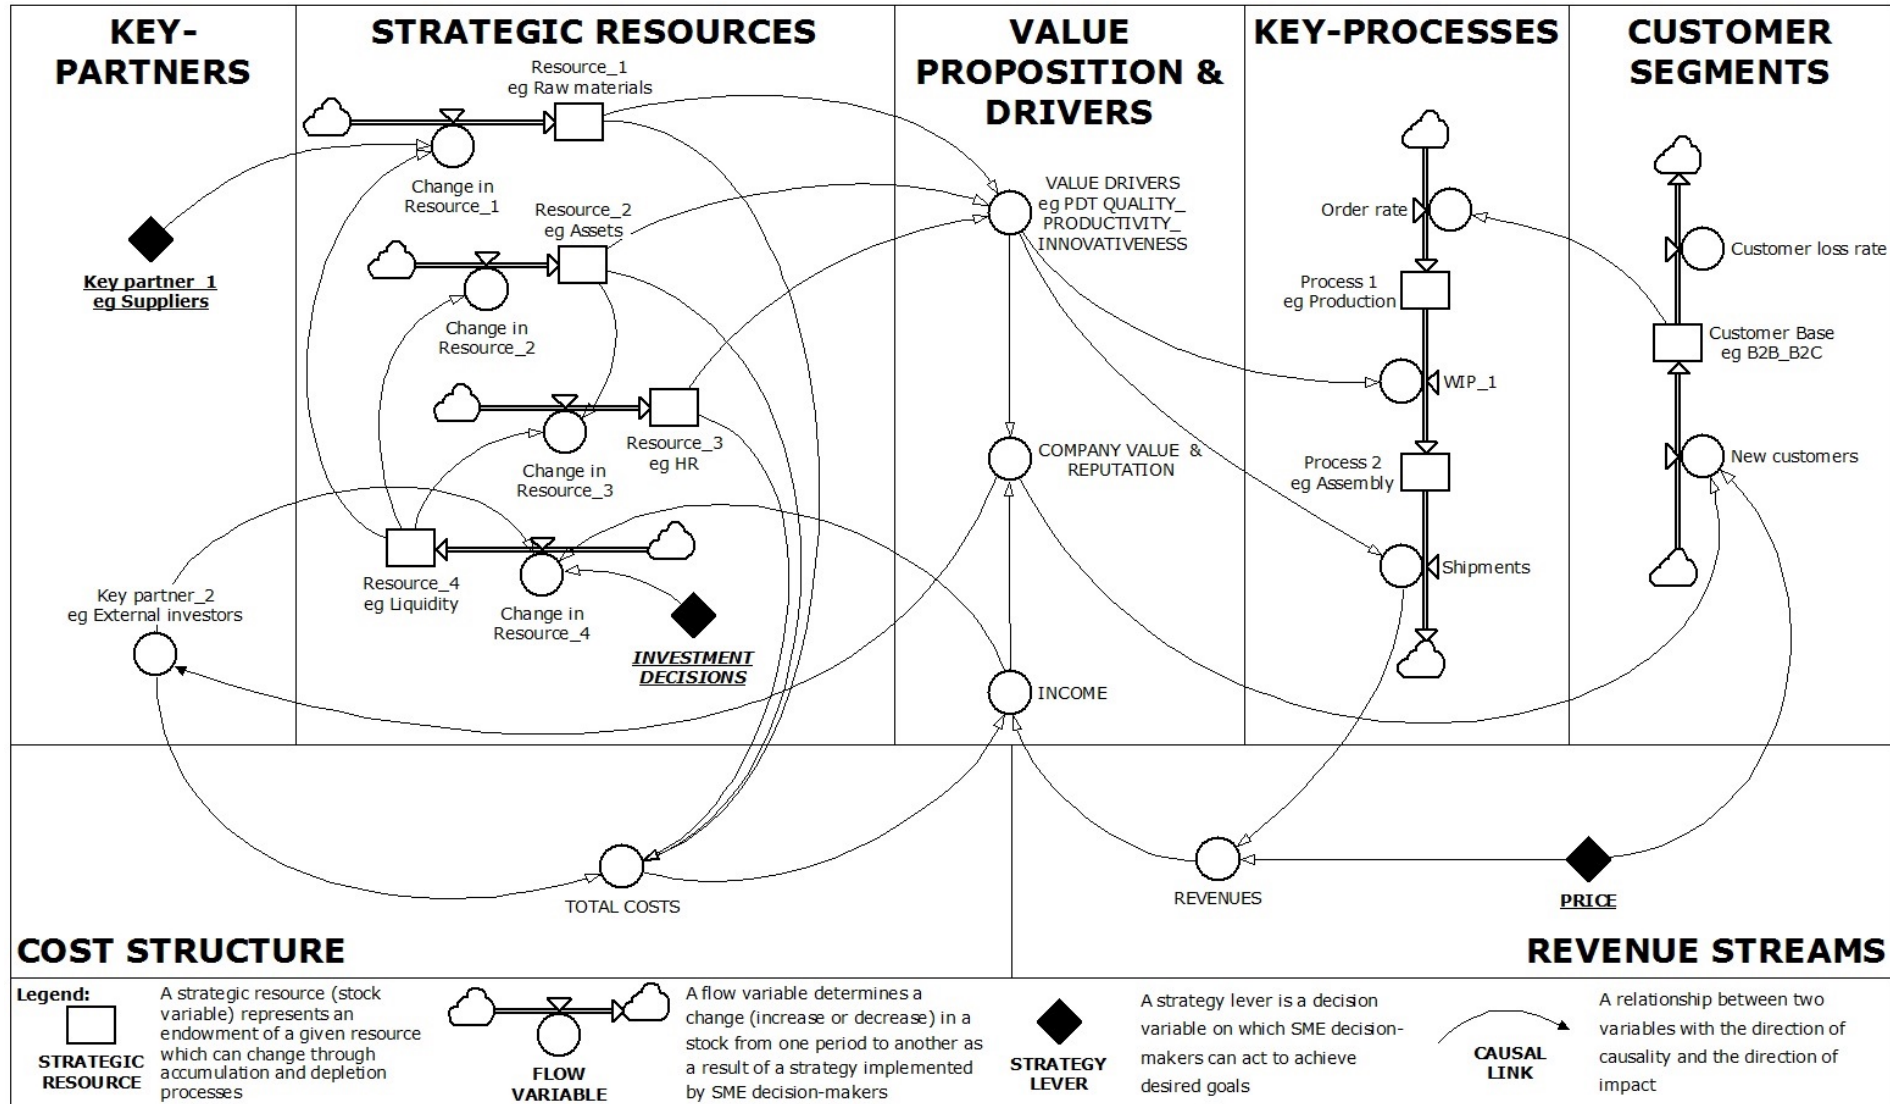 KEY-
PARTNERS
STRATEGIC RESOURCES
VALUE
PROPOSITION &
DRIVERS
KEY-PROCESSES
CUSTOMER
SEGMENTS
Resource_1
eg Raw materials
Change in
Resource_1
Key partner_1
eg Suppliers
Resource_2
eg Assets
Change in
Resource_2
Resource_3
eg HR
Change in
Resource_3
Resource_4
eg Liquidity
Change in
Resource_4
Key partner_2
eg External investors
INVESTMENT
DECISIONS
VALUE DRIVERS
eg PDT QUALITY_
PRODUCTIVITY_
INNOVATIVENESS
COMPANY VALUE &
REPUTATION
INCOME
Order rate
Process 1
eg Production
WIP_1
Process 2
eg Assembly
Shipments
Customer loss rate
Customer Base
eg B2B_B2C
New customers
TOTAL COSTS
REVENUES
PRICE
COST STRUCTURE
REVENUE STREAMS
Legend:
STRATEGIC
RESOURCE
A strategic resource (stock
variable) represents an
endowment of a given resource
which can change through
accumulation and depletion
processes
FLOW
VARIABLE
A flow variable determines a
change (increase or decrease) in a
stock from one period to another as
a result of a strategy implemented
by SME decision-makers
STRATEGY
LEVER
A strategy lever is a decision
variable on which SME decision-
makers can act to achieve
desired goals
CAUSAL
LINK
A relationship between two
variables with the direction of
causality and the direction of
impact